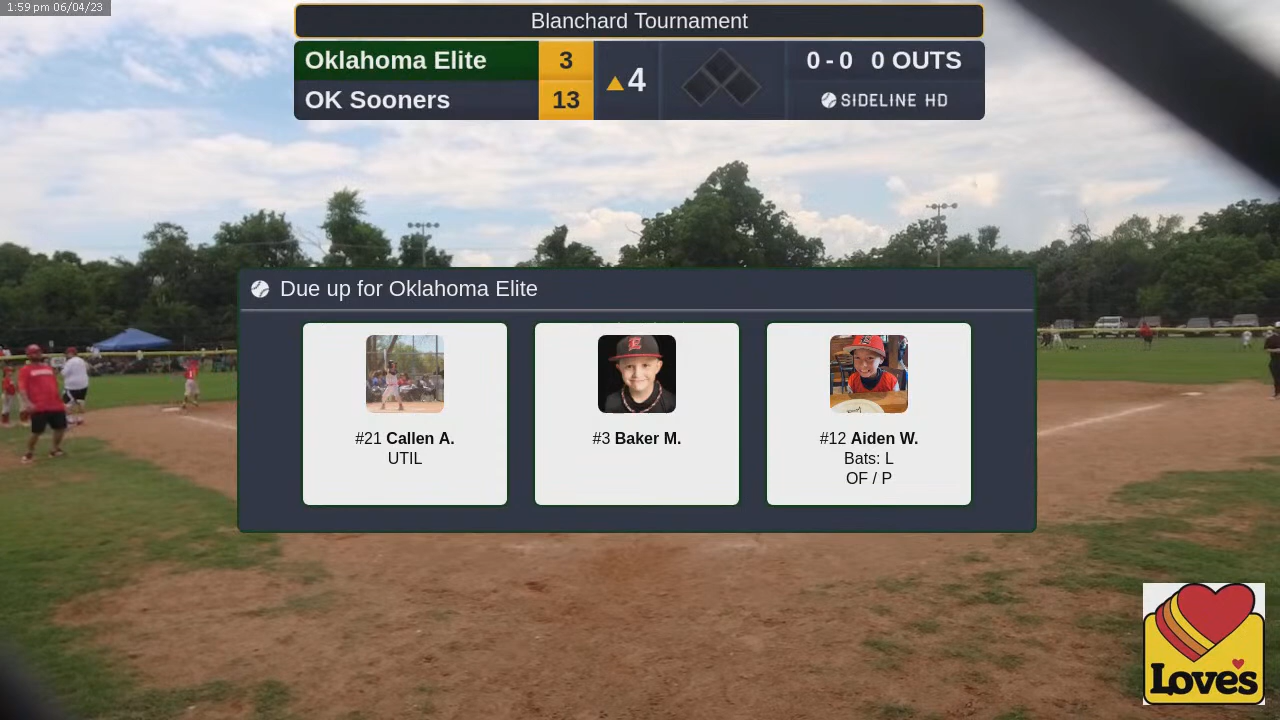 1:59 pm 06/04/23
Blanchard Tournament
Oklahoma Elite 3
OK Sooners 13
4
0 - 0 0 OUTS
SIDELINE HD
Due up for Oklahoma Elite
#21 Callen A.
UTIL
#3 Baker M.
#12 Aiden W.
Bats: L
OF / P
Love's